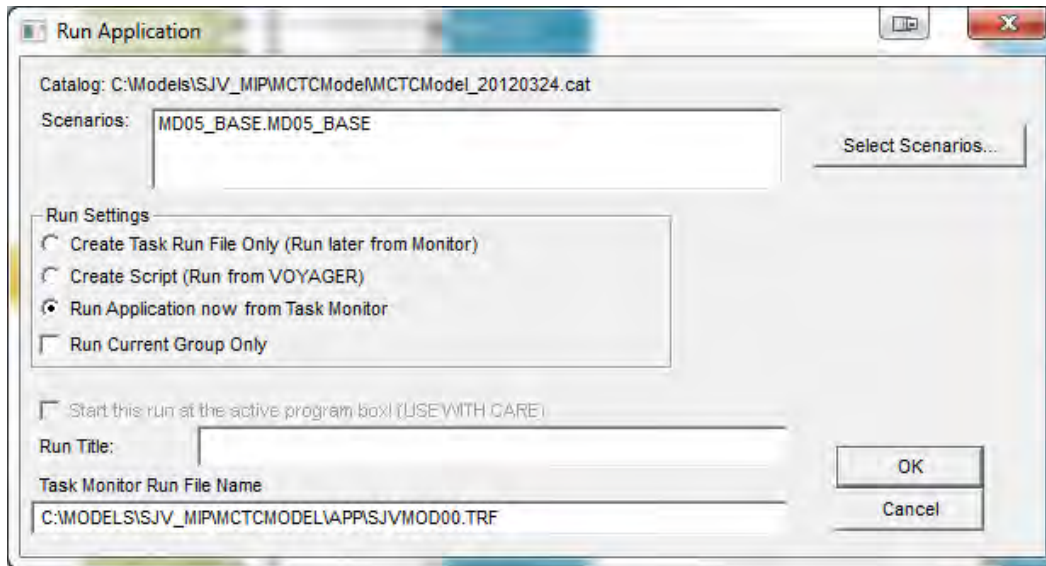 Run Application
Catalog: C:\Models\SJV_MIP\MCTCModel\MCTCModel_20120324.cat
Scenarios:
MD05_BASE.MD05_BASE
Select Scenarios...
Run Settings
Create Task Run File Only (Run later from Monitor)
Create Script (Run from VOYAGER)
Run Application now from Task Monitor
Run Current Group Only
Start this run at the active program box! (USE WITH CARE)
Run Title:
OK
Task Monitor Run File Name
Cancel
C:\MODELS\SJV_MIP\MCTCMODEL\APP\SJVMOD00.TRF